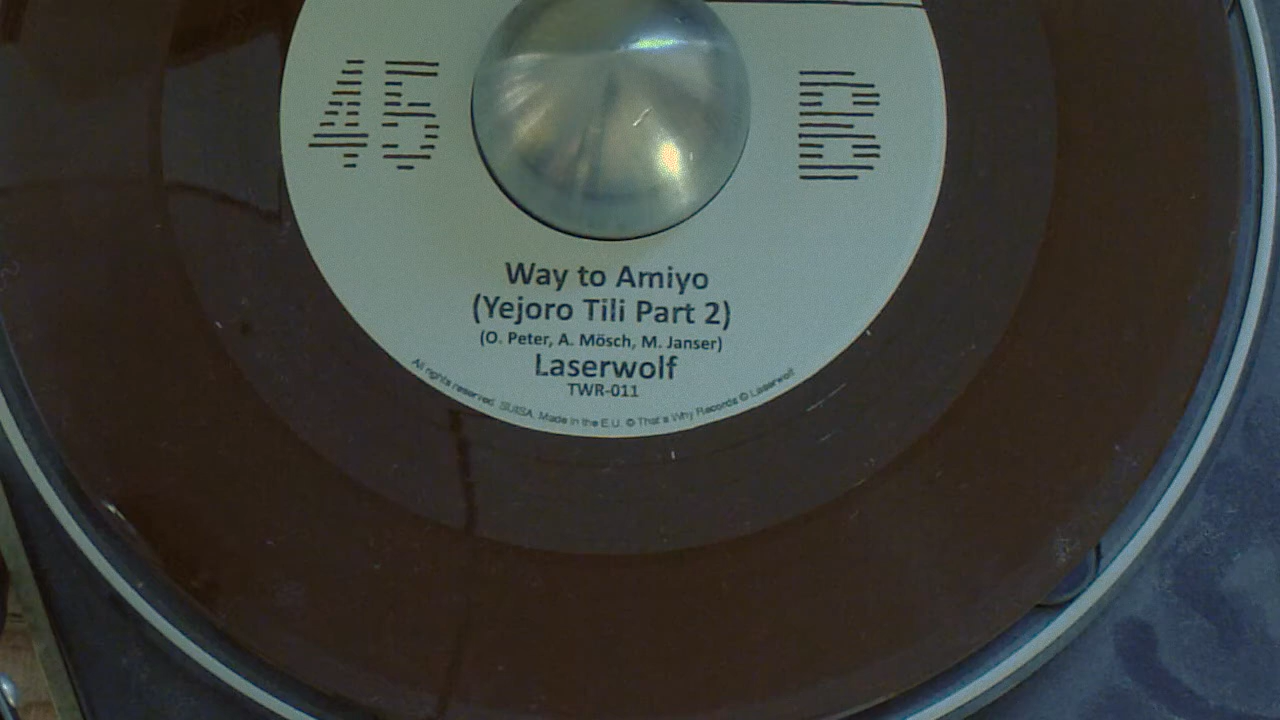 45 B
Way to Amiyo
(Yejoro Tili Part 2)
(O. Peter, A. Mösch, M. Janser)
Laserwolf
TWR-011
All rights reserved. SUISA. Made in the E.U. © That's Why Records © Laserwolf